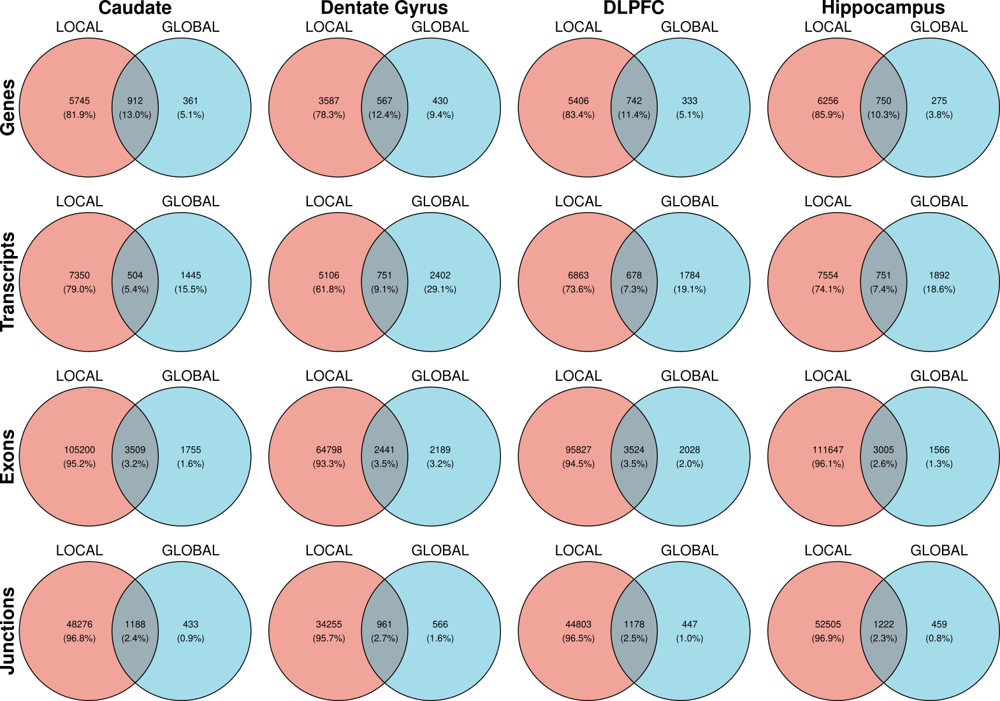 Caudate Dentate Gyrus DLPFC Hippocampus
LOCAL GLOBAL LOCAL GLOBAL LOCAL GLOBAL LOCAL GLOBAL
Genes
5745 912 361 3587 567 430 5406 742 333 6256 750 275
(81.9%) (13.0%) (5.1%) (78.3%) (12.4%) (9.4%) (83.4%) (11.4%) (5.1%) (85.9%) (10.3%) (3.8%)
LOCAL GLOBAL LOCAL GLOBAL LOCAL GLOBAL LOCAL GLOBAL
Transcripts
7350 504 1445 5106 751 2402 6863 678 1784 7554 751 1892
(79.0%) (5.4%) (15.5%) (61.8%) (9.1%) (29.1%) (73.6%) (7.3%) (19.1%) (74.1%) (7.4%) (18.6%)
LOCAL GLOBAL LOCAL GLOBAL LOCAL GLOBAL LOCAL GLOBAL
Exons
105200 3509 1755 64798 2441 2189 95827 3524 2028 111647 3005 1566
(95.2%) (3.2%) (1.6%) (93.3%) (3.5%) (3.2%) (94.5%) (3.5%) (2.0%) (96.1%) (2.6%) (1.3%)
LOCAL GLOBAL LOCAL GLOBAL LOCAL GLOBAL LOCAL GLOBAL
Junctions
48276 1188 433 34255 961 566 44803 1178 447 52505 1222 459
(96.8%) (2.4%) (0.9%) (95.7%) (2.7%) (1.6%) (96.5%) (2.5%) (1.0%) (96.9%) (2.3%) (0.8%)